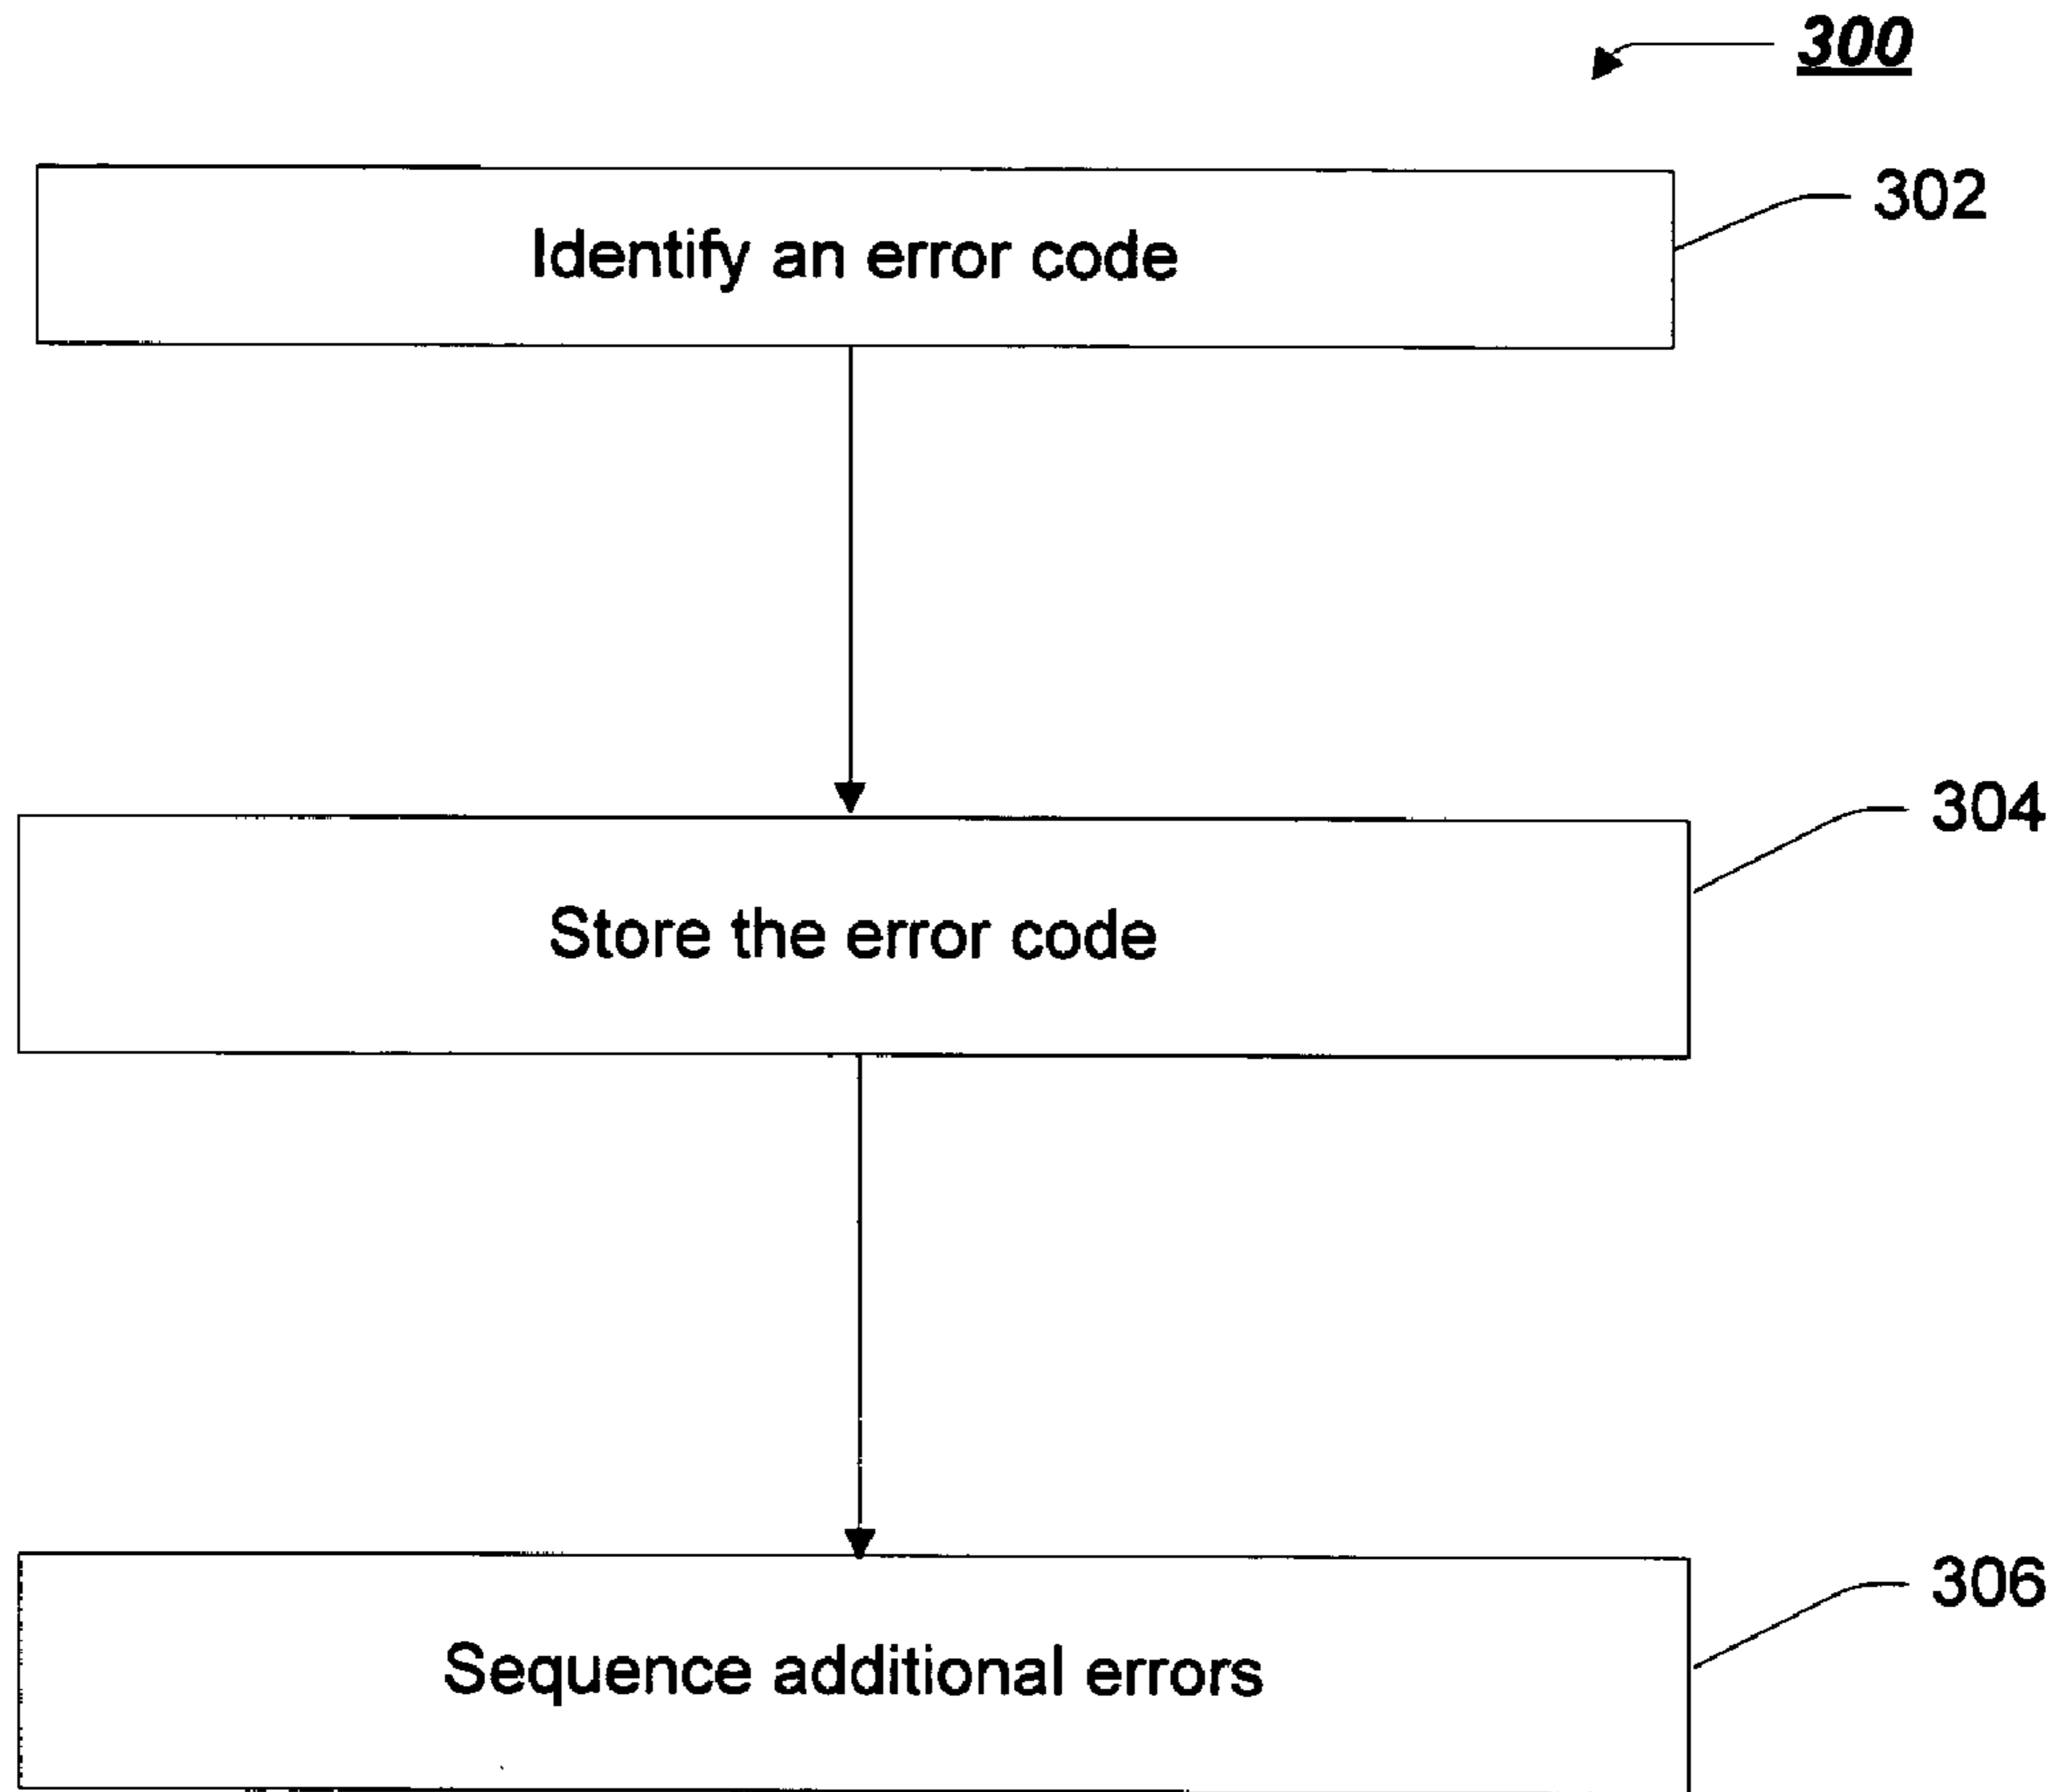 300
302
Identify an error code
304
Store the error code
306
Sequence additional errors